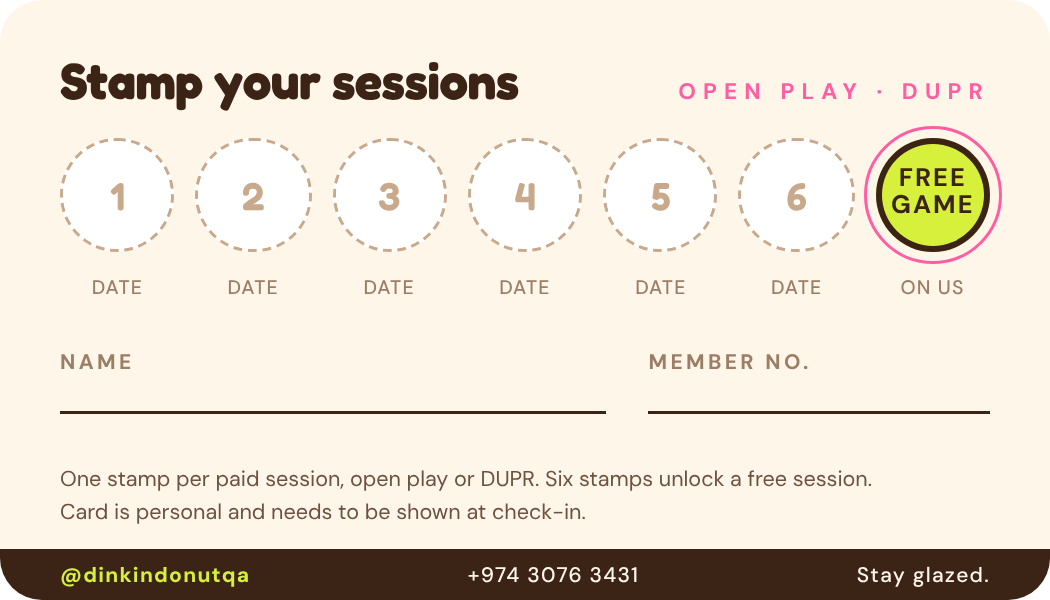 Stamp your sessions
OPEN PLAY · DUPR
1 2 3 4 5 6 FREE GAME
DATE DATE DATE DATE DATE DATE ON US
NAME MEMBER NO.
One stamp per paid session, open play or DUPR. Six stamps unlock a free session.
Card is personal and needs to be shown at check-in.
@dinkindonutqa +974 3076 3431 Stay glazed.